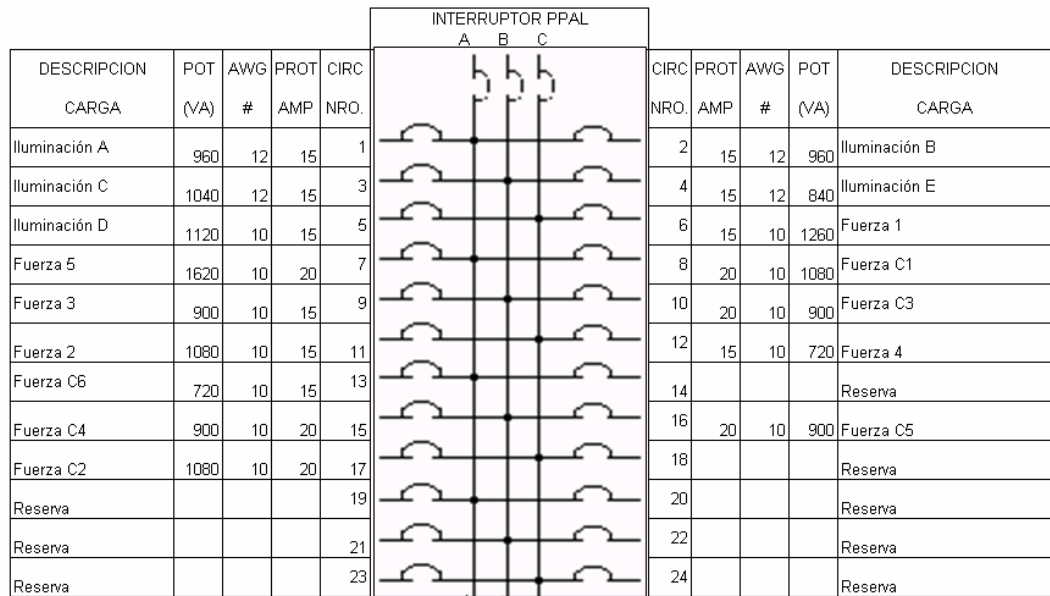 INTERRUPTOR PPAL
A B C
DESCRIPCION POT AWG PROT CIRC CIRC PROT AWG POT DESCRIPCION
CARGA (VA) # AMP NRO. NRO. AMP # (VA) CARGA
Iluminación A 960 12 15 1 2 15 12 960 Iluminación B
Iluminación C 1040 12 15 3 4 15 12 840 Iluminación E
Iluminación D 1120 10 15 5 6 15 10 1260 Fuerza 1
Fuerza 5 1620 10 20 7 8 20 10 1080 Fuerza C1
Fuerza 3 900 10 15 9 10 20 10 900 Fuerza C3
Fuerza 2 1080 10 15 11 12 15 10 720 Fuerza 4
Fuerza C6 720 10 15 13 14 Reserva
Fuerza C4 900 10 20 15 16 20 10 900 Fuerza C5
Fuerza C2 1080 10 20 17 18 Reserva
Reserva 19 20 Reserva
Reserva 21 22 Reserva
Reserva 23 24 Reserva